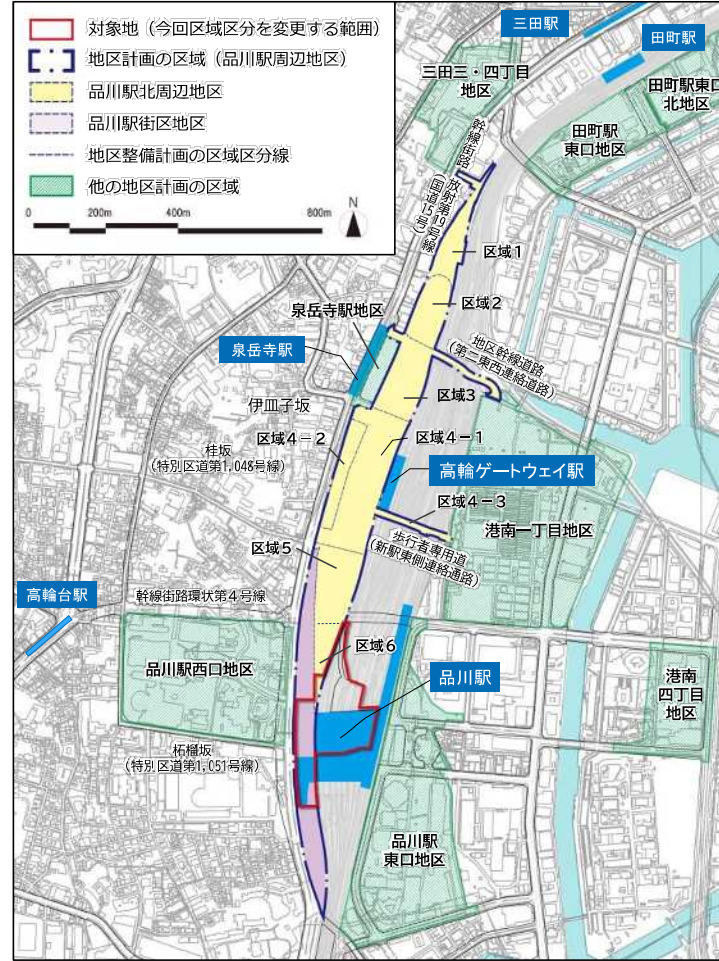 対象地（今回区域区分を変更する範囲）
地区計画の区域（品川駅周辺地区）
品川駅北周辺地区
品川駅街区地区
地区整備計画の区域区分線
他の地区計画の区域
0 200m 400m 800m
N
三田駅
田町駅
三田三・四丁目
地区
田町駅東口
北地区
田町駅
東口地区
幹線街路
放射第19号線
（国道15号）
区域1
区域2
泉岳寺駅地区
泉岳寺駅
地区幹線道路
（第二東西連絡道路）
区域3
伊皿子坂
区域4－2
区域4－1
桂坂
（特別区道第1,048号線）
高輪ゲートウェイ駅
区域4－3
港南一丁目地区
歩行者専用道
（新駅東側連絡通路）
区域5
高輪台駅
幹線街路環状第4号線
区域6
品川駅西口地区
品川駅
港南
四丁目
地区
柘榴坂
（特別区道第1,051号線）
品川駅
東口地区